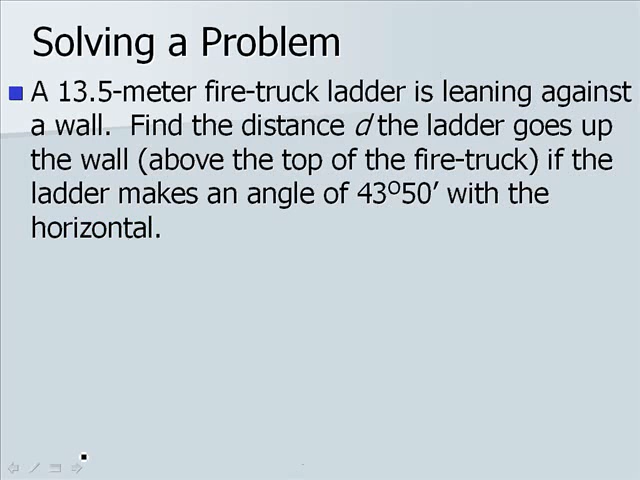 Solving a Problem
A 13.5-meter fire-truck ladder is leaning against
a wall.  Find the distance d the ladder goes up
the wall (above the top of the fire-truck) if the
ladder makes an angle of 43º50’ with the
horizontal.